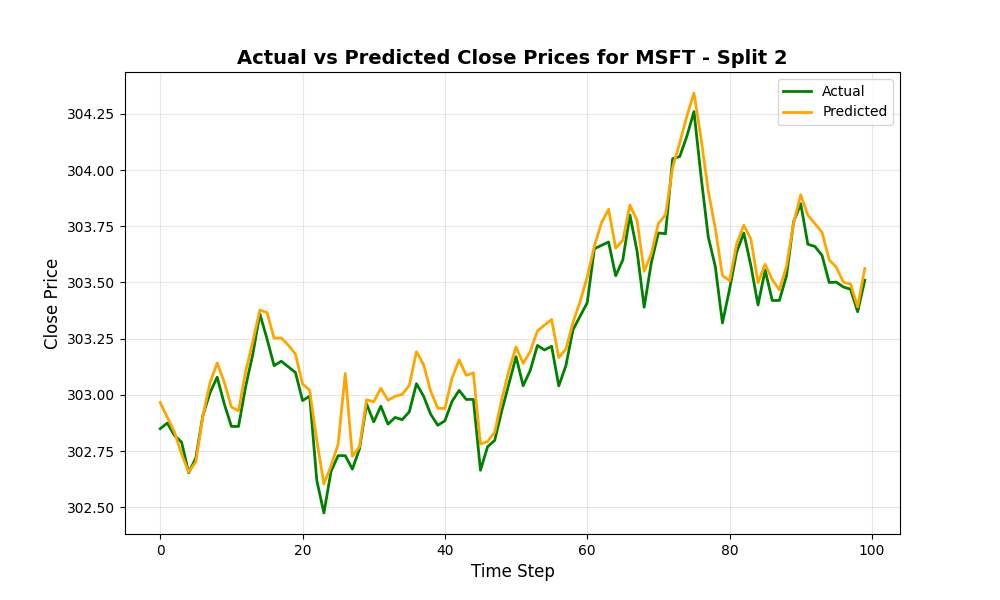 Actual vs Predicted Close Prices for MSFT - Split 2
Actual
Predicted
304.25
304.00
303.75
303.50
303.25
303.00
302.75
302.50
Close Price
0 20 40 60 80 100
Time Step